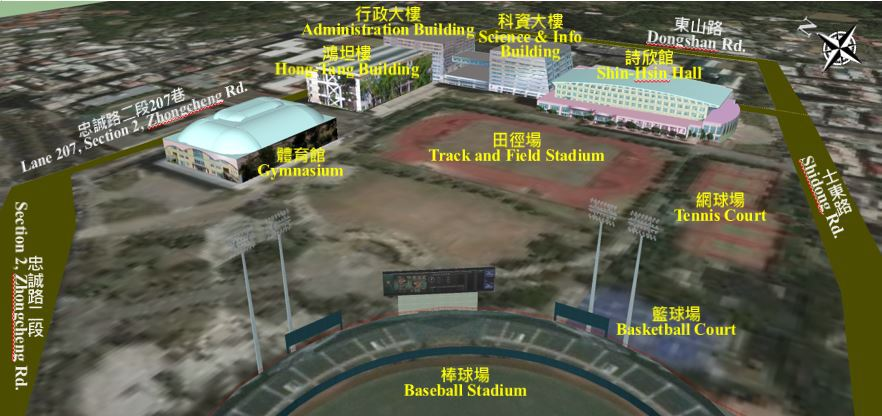 行政大樓
Administration Building
科資大樓
Science & Info
Building
東山路
Dongshan Rd.
N
鴻坦樓
Hong-Tang Building
詩欣館
Shin-Hsin Hall
忠誠路二段207巷
Lane 207, Section 2, Zhongcheng Rd.
體育館
Gymnasium
田徑場
Track and Field Stadium
網球場
Tennis Court
士東路
Shidong Rd.
忠誠路二段
Section 2, Zhongcheng Rd.
籃球場
Basketball Court
棒球場
Baseball Stadium